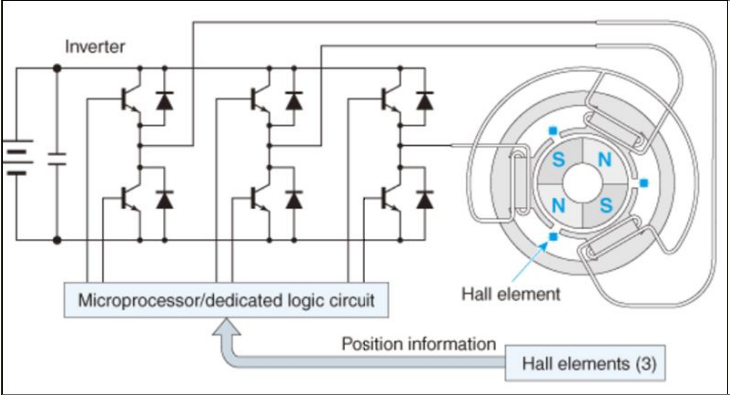 Inverter
S N
N S
Hall element
Microprocessor/dedicated logic circuit
Position information
Hall elements (3)